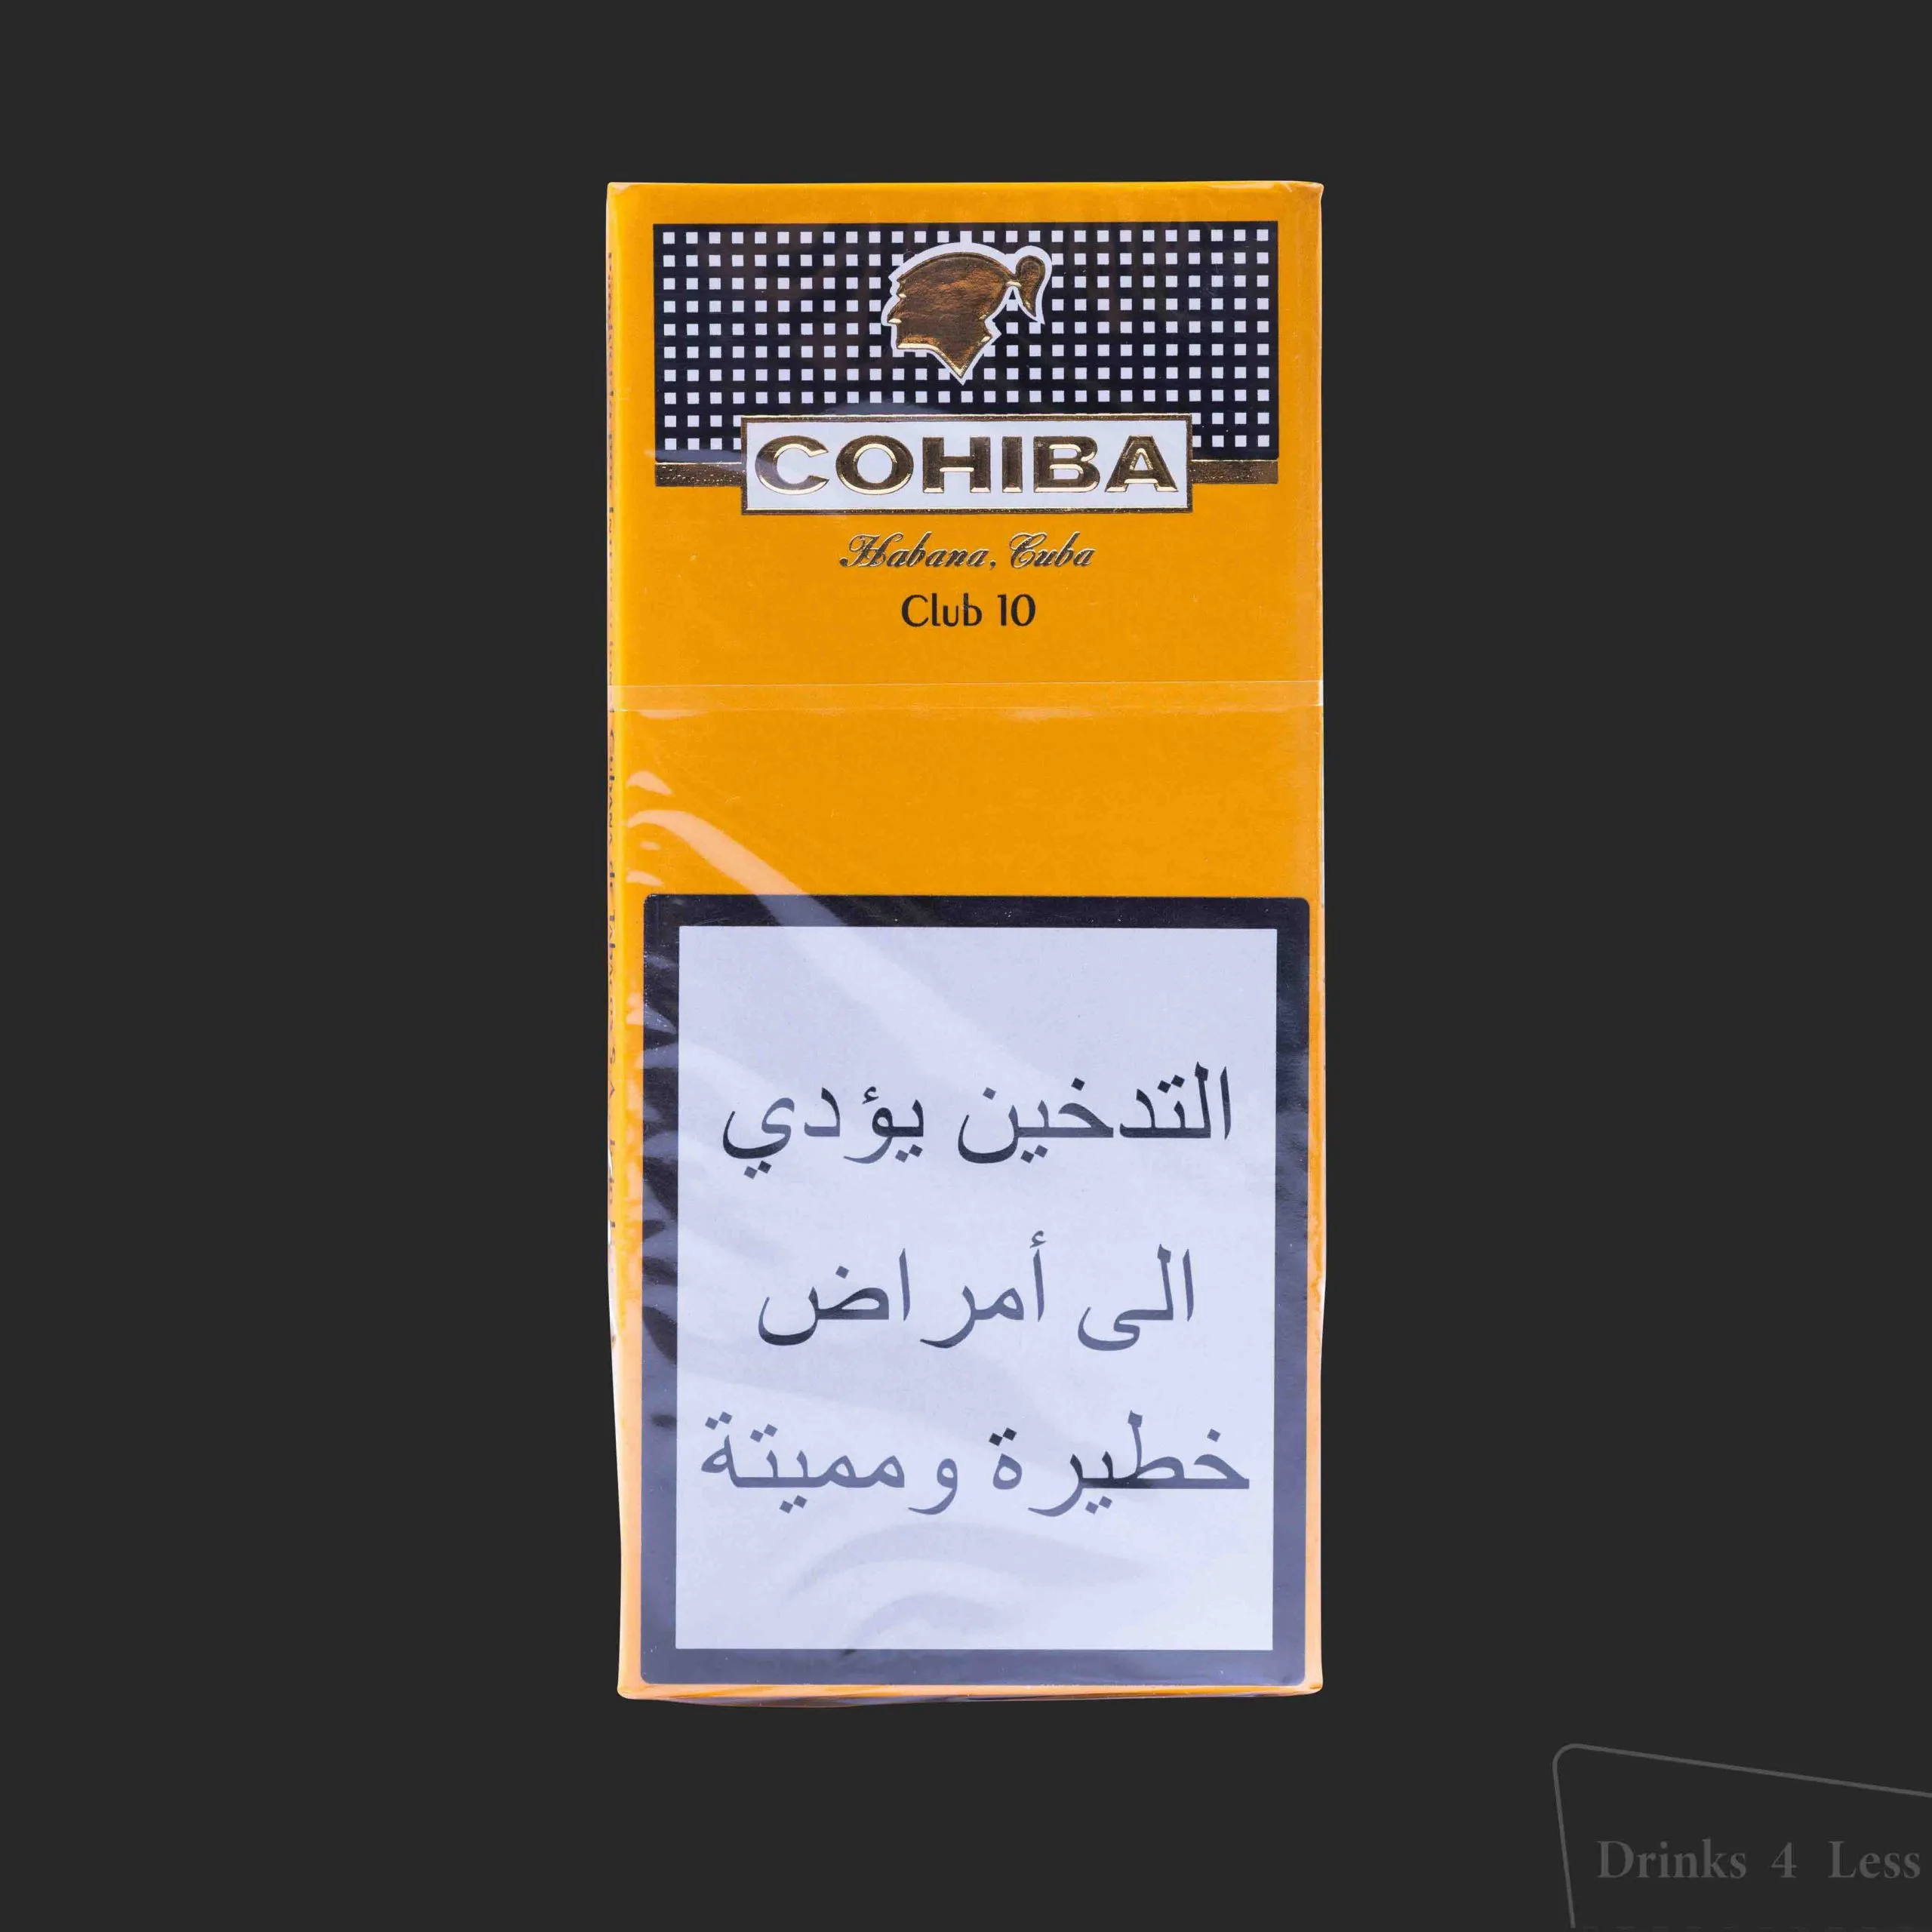 COHIBA
Habana, Cuba
Club 10
التدخين يؤدي
الى أمراض
خطيرة ومميتة
Drinks 4 Less